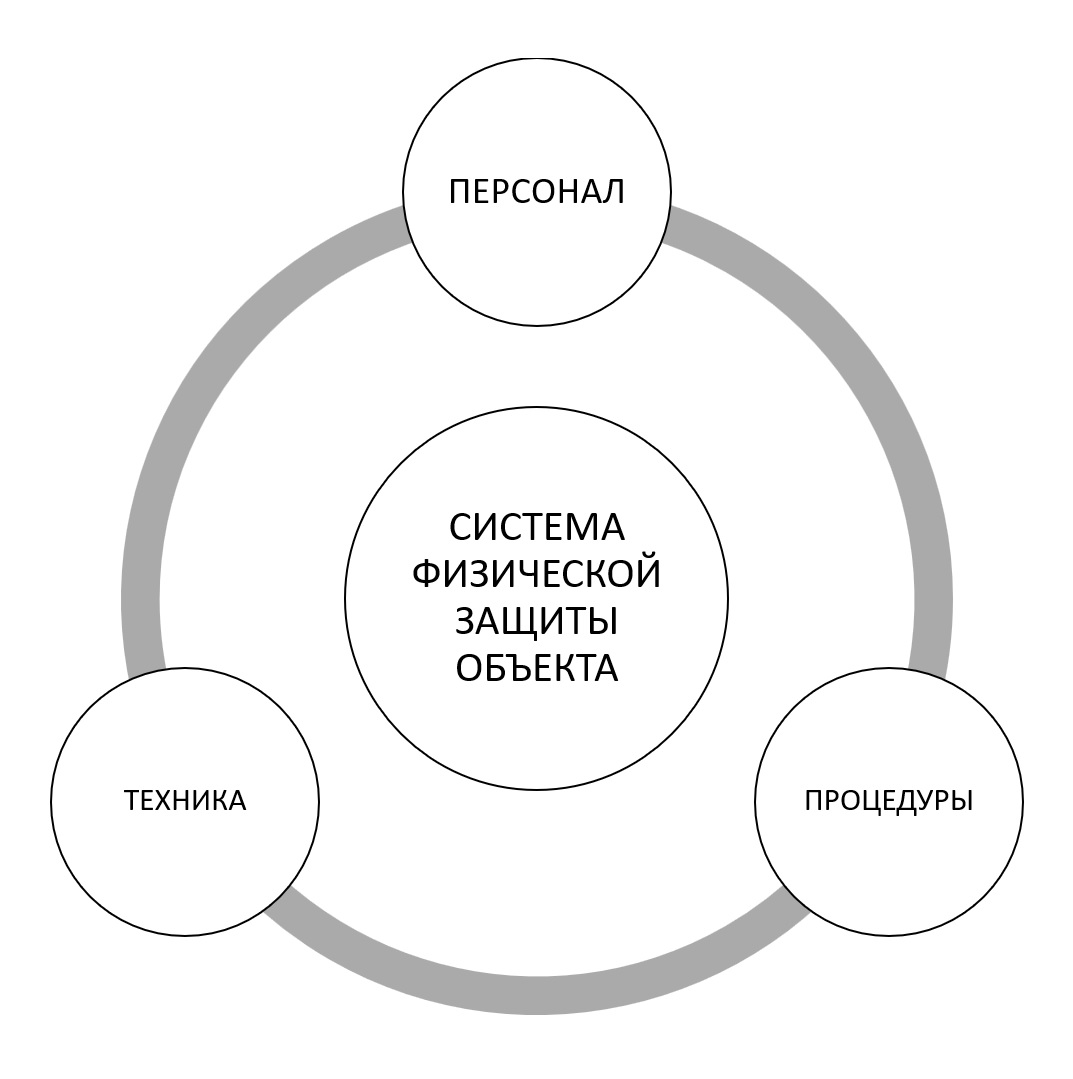 ПЕРСОНАЛ
СИСТЕМА
ФИЗИЧЕСКОЙ
ЗАЩИТЫ
ОБЪЕКТА
ТЕХНИКА
ПРОЦЕДУРЫ